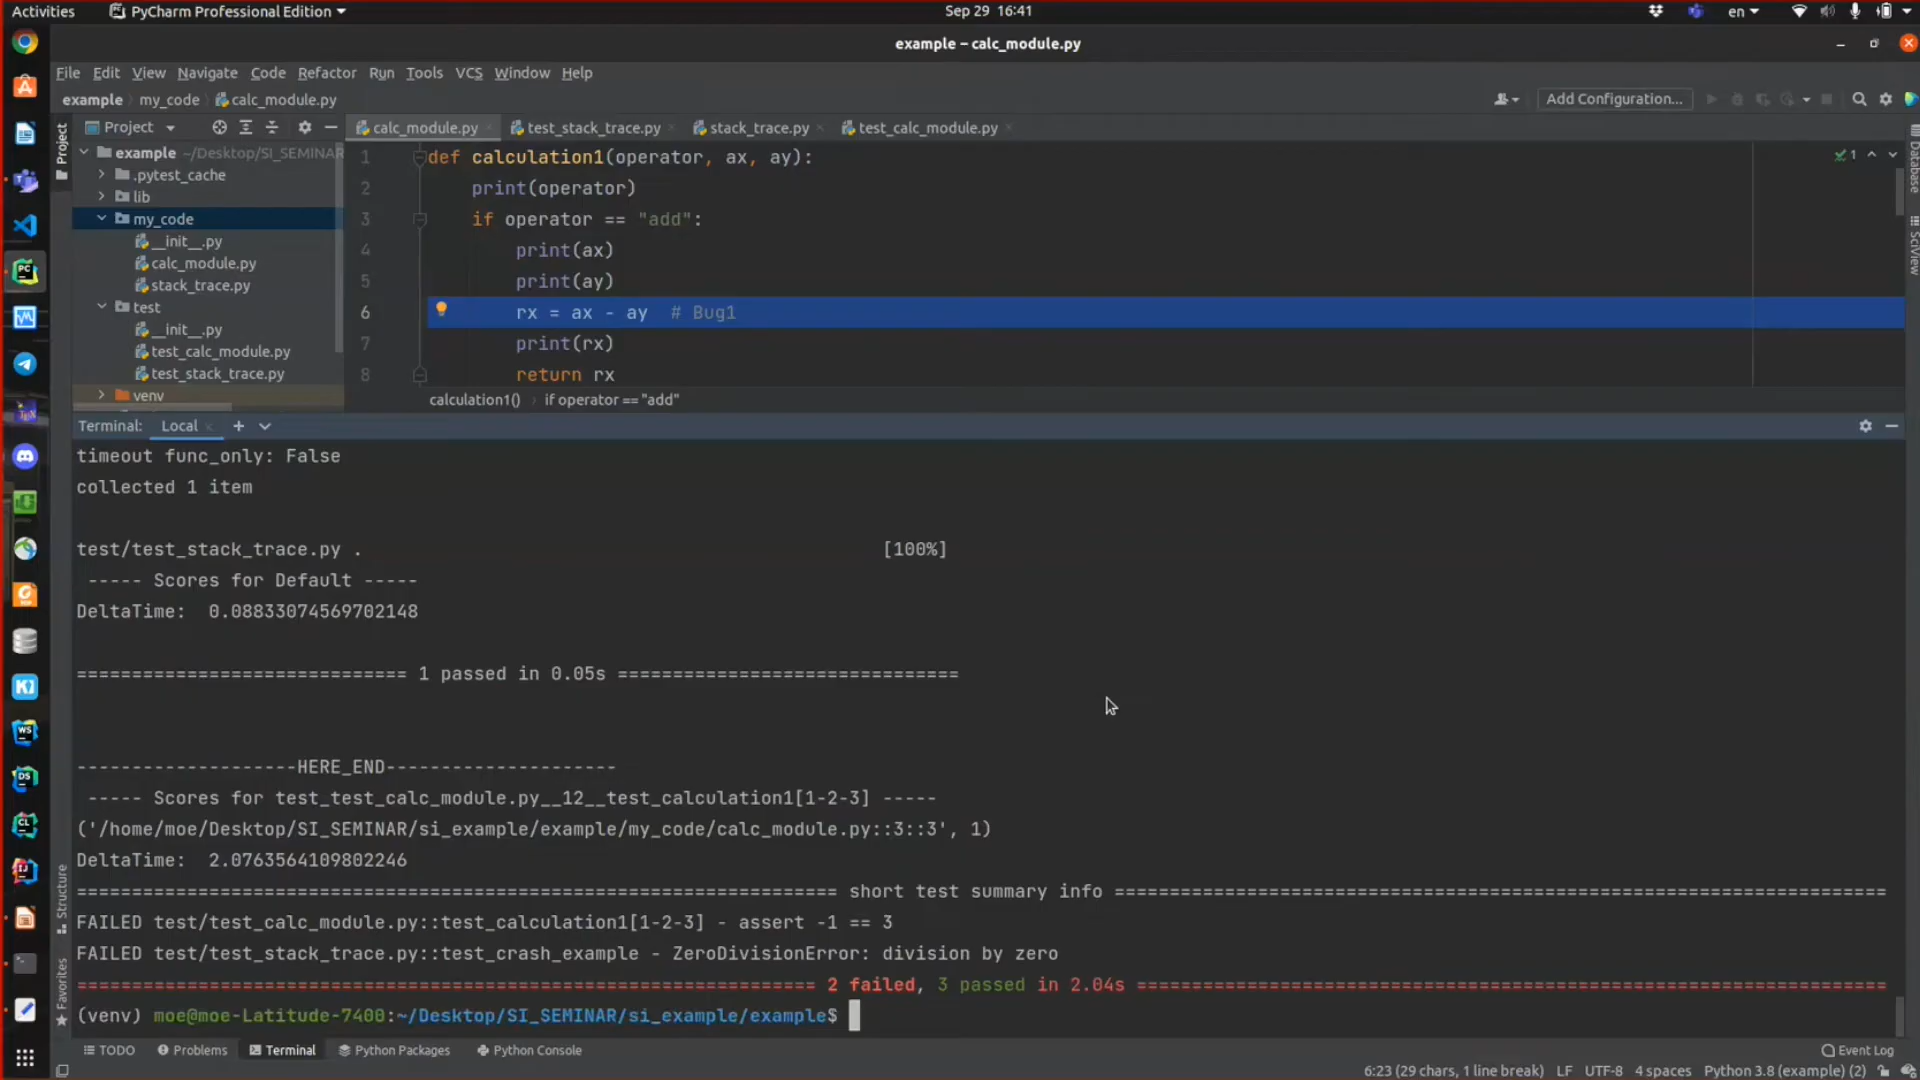 Activities PyCharm Professional Edition Sep 29 16:41 en
example – calc_module.py
File Edit View Navigate Code Refactor Run Tools VCS Window Help
example my_code calc_module.py Add Configuration...
Project Project calc_module.py test_stack_trace.py stack_trace.py test_calc_module.py Database
example ~/Desktop/SI_SEMINAR
1 def calculation1(operator, ax, ay): 1
.pytest_cache
2 print(operator)
lib
my_code
3 if operator == "add": SciView
__init__.py
4 print(ax)
calc_module.py
5 print(ay)
stack_trace.py
test
6 rx = ax - ay # Bug1
__init__.py
7 print(rx)
test_calc_module.py
8 return rx
test_stack_trace.py
venv
calculation1() if operator == "add"
Terminal: Local
timeout func_only: False
collected 1 item
test/test_stack_trace.py . [100%]
----- Scores for Default -----
DeltaTime: 0.08833074569702148
============================== 1 passed in 0.05s ===============================
--------------------HERE_END---------------------
----- Scores for test_test_calc_module.py__12__test_calculation1[1-2-3] -----
('/home/moe/Desktop/SI_SEMINAR/si_example/example/my_code/calc_module.py::3::3', 1)
DeltaTime: 2.0763564109802246
===================================================================== short test summary info ======================================================================
FAILED test/test_calc_module.py::test_calculation1[1-2-3] - assert -1 == 3
FAILED test/test_stack_trace.py::test_crash_example - ZeroDivisionError: division by zero
=================================================================== 2 failed, 3 passed in 2.04s ====================================================================
(venv) moe@moe-Latitude-7400:~/Desktop/SI_SEMINAR/si_example/example$
Structure
Favorites
TODO Problems Terminal Python Packages Python Console Event Log
6:23 (29 chars, 1 line break) LF UTF-8 4 spaces Python 3.8 (example) (2)